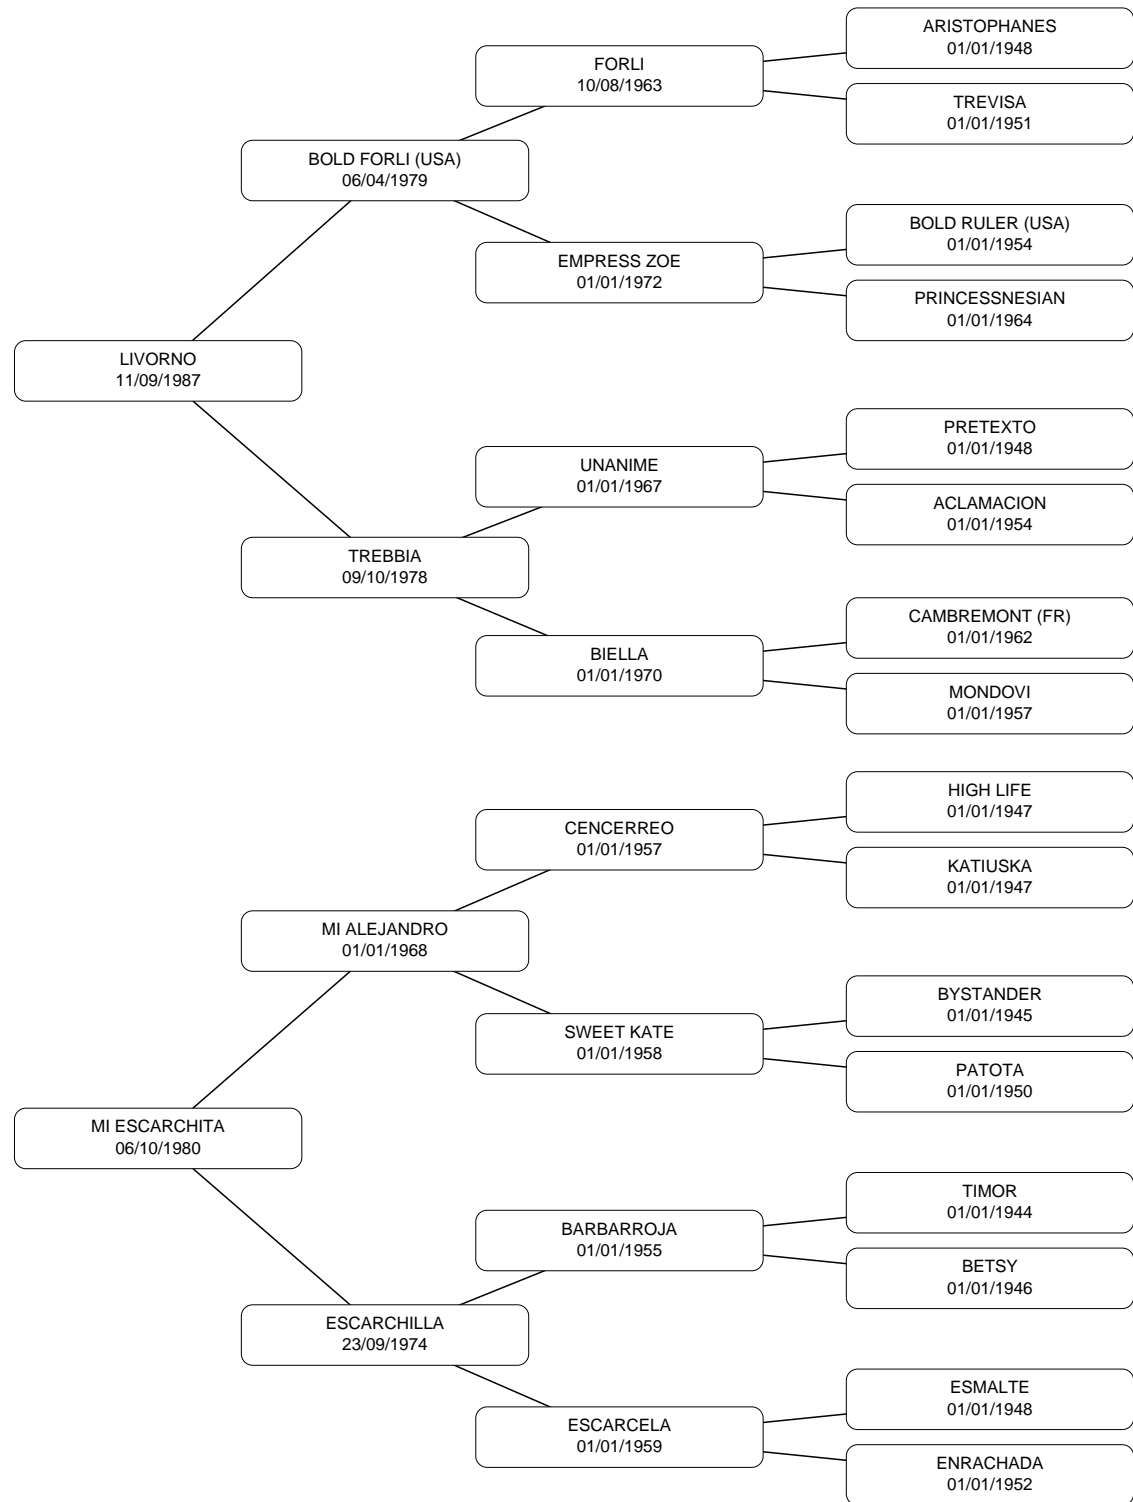 ARISTOPHANES
01/01/1948
FORLI
10/08/1963
TREVISA
01/01/1951
BOLD FORLI (USA)
06/04/1979
BOLD RULER (USA)
01/01/1954
EMPRESS ZOE
01/01/1972
PRINCESSNESIAN
01/01/1964
LIVORNO
11/09/1987
PRETEXTO
01/01/1948
UNANIME
01/01/1967
ACLAMACION
01/01/1954
TREBBIA
09/10/1978
CAMBREMONT (FR)
01/01/1962
BIELLA
01/01/1970
MONDOVI
01/01/1957
HIGH LIFE
01/01/1947
CENCERREO
01/01/1957
KATIUSKA
01/01/1947
MI ALEJANDRO
01/01/1968
BYSTANDER
01/01/1945
SWEET KATE
01/01/1958
PATOTA
01/01/1950
MI ESCARCHITA
06/10/1980
TIMOR
01/01/1944
BARBARROJA
01/01/1955
BETSY
01/01/1946
ESCARCHILLA
23/09/1974
ESMALTE
01/01/1948
ESCARCELA
01/01/1959
ENRACHADA
01/01/1952